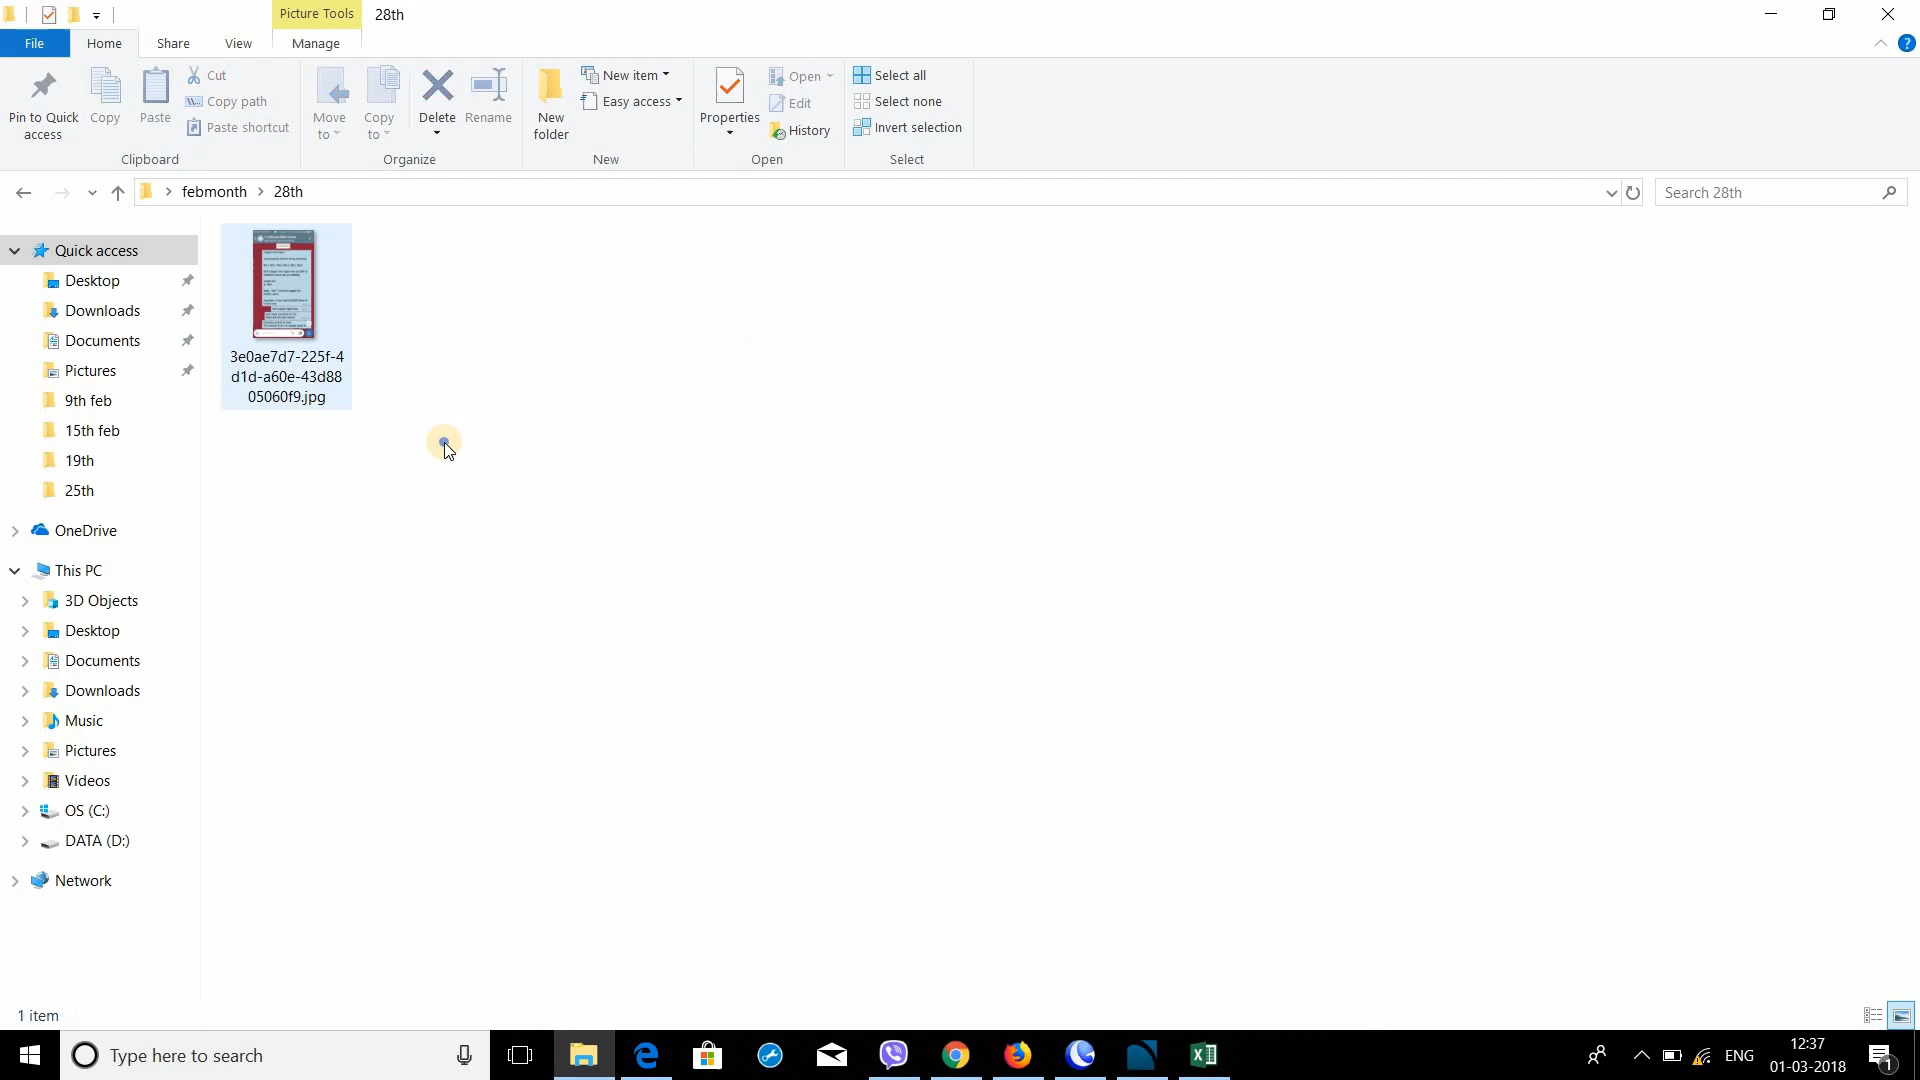 Picture Tools
28th
File
Home
Share
View
Manage
Pin to Quick access
Copy
Paste
Cut
Copy path
Paste shortcut
Clipboard
Move to
Copy to
Delete
Rename
Organize
New folder
New item
Easy access
New
Properties
Open
Edit
History
Open
Select all
Select none
Invert selection
Select
febmonth
28th
Search 28th
Quick access
Desktop
Downloads
Documents
Pictures
9th feb
15th feb
19th
25th
OneDrive
This PC
3D Objects
Desktop
Documents
Downloads
Music
Pictures
Videos
OS (C:)
DATA (D:)
Network
3e0ae7d7-225f-4
d1d-a60e-43d88
05060f9.jpg
1 item
Type here to search
ENG
12:37
01-03-2018
1